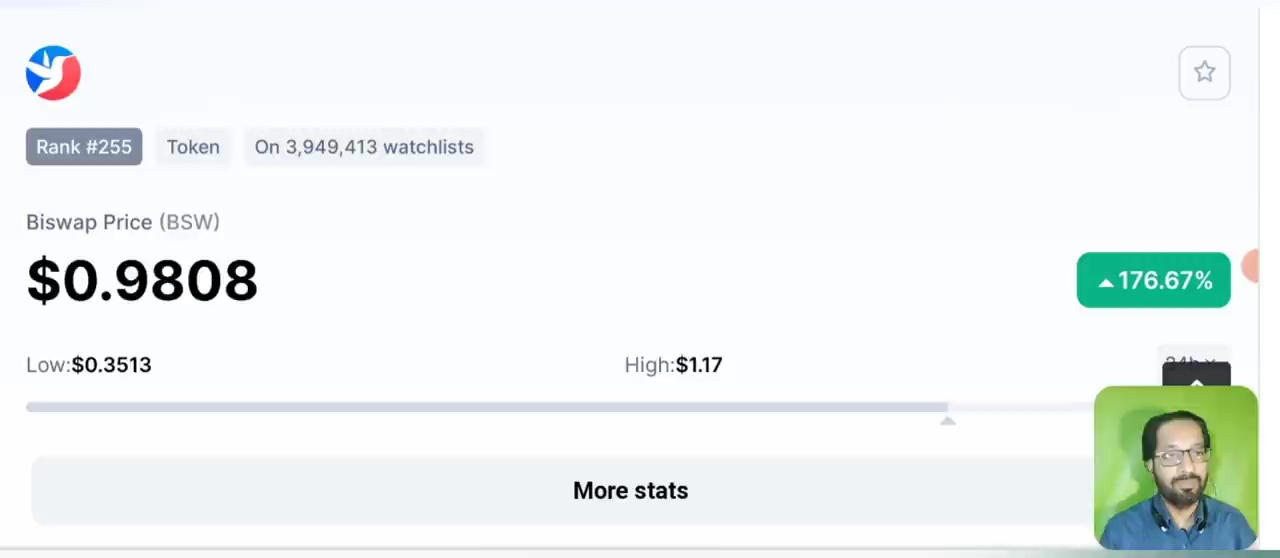 Rank #255 Token On 3,949,413 watchlists
Biswap Price (BSW)
$0.9808 176.67%
Low:$0.3513 High:$1.17
More stats